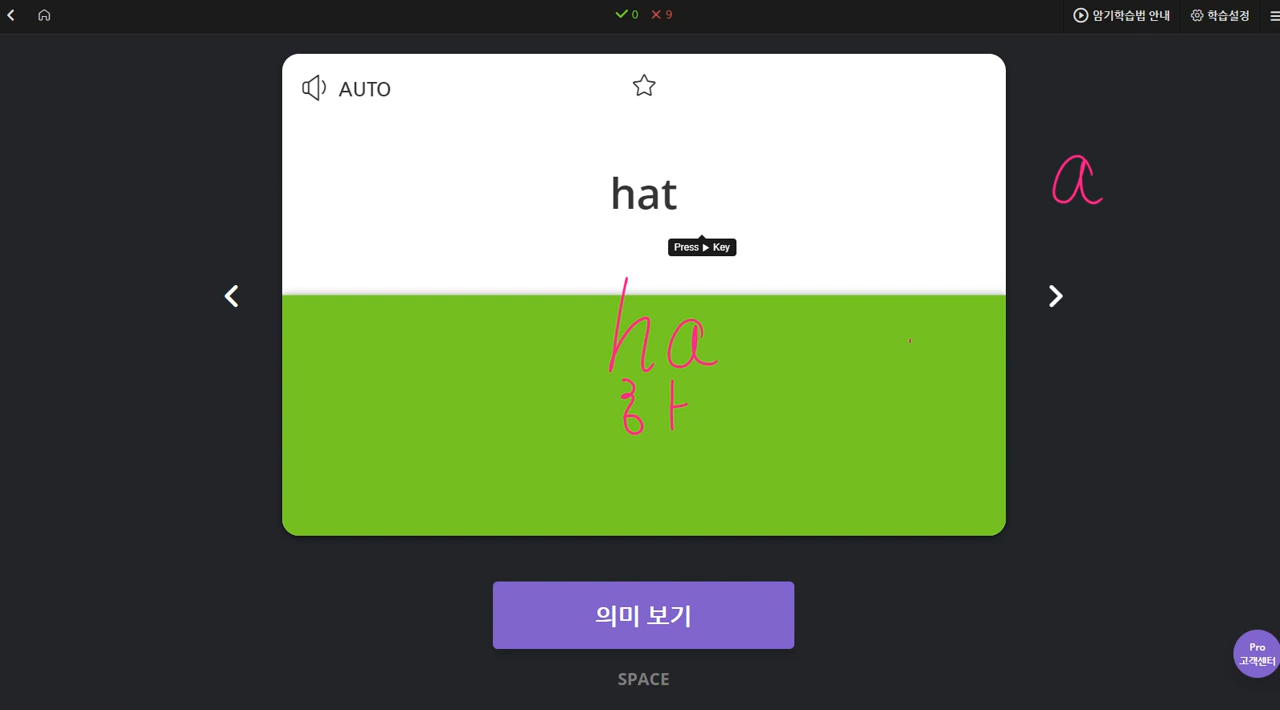 0 9 암기학습법 안내 학습설정
AUTO
a
hat
Press Key
ha
ㅎㅏ
의미 보기
Pro
고객센터
SPACE